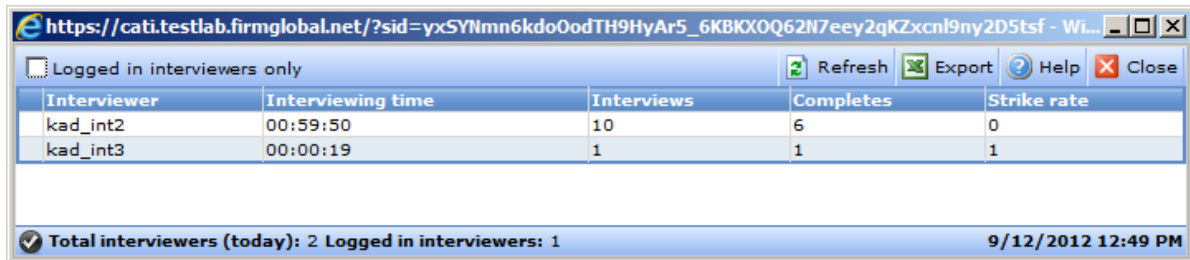 https://cati.testlab.firmglobal.net/?sid=yxSYNmn6kdoOodTH9HyAr5_6KBKXOQ62N7eey2qKZxcnl9ny2D5tsf - Wi...
Logged in interviewers only Refresh Export Help Close
Interviewer Interviewing time Interviews Completes Strike rate
kad_int2 00:59:50 10 6 0
kad_int3 00:00:19 1 1 1
Total interviewers (today): 2 Logged in interviewers: 1 9/12/2012 12:49 PM